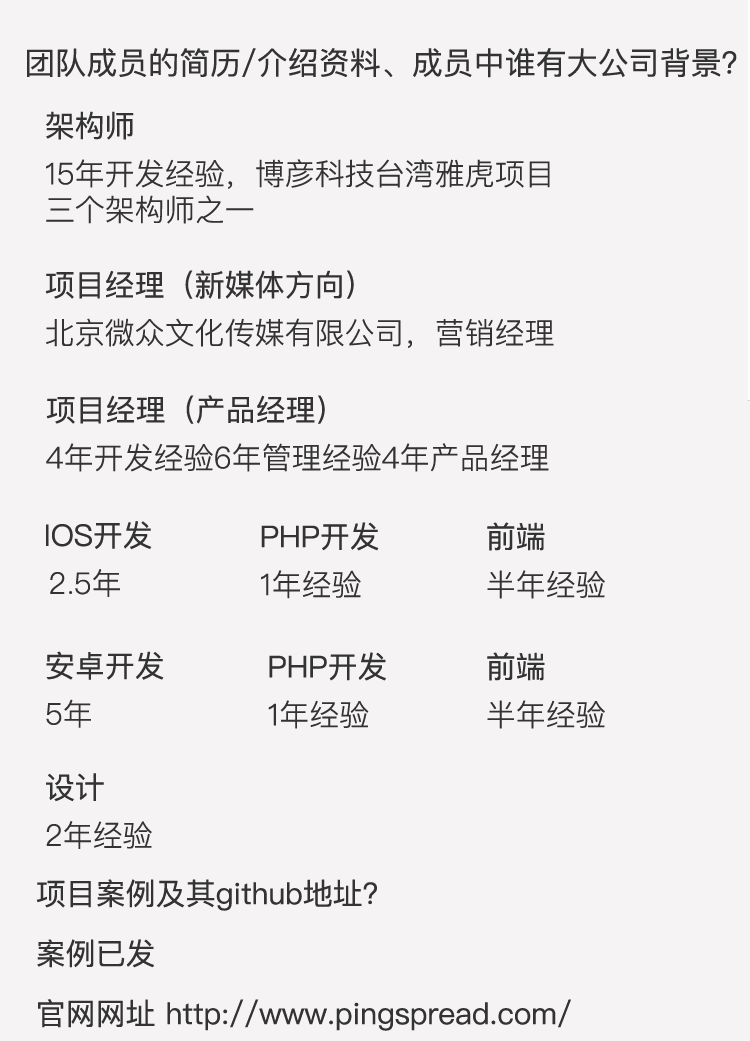 团队成员的简历/介绍资料、成员中谁有大公司背景?
架构师
15年开发经验，博彦科技台湾雅虎项目
三个架构师之一
项目经理（新媒体方向）
北京微众文化传媒有限公司，营销经理
项目经理（产品经理）
4年开发经验6年管理经验4年产品经理
IOS开发 PHP开发 前端
2.5年 1年经验 半年经验
安卓开发 PHP开发 前端
5年 1年经验 半年经验
设计
2年经验
项目案例及其github地址?
案例已发
官网网址 http://www.pingspread.com/